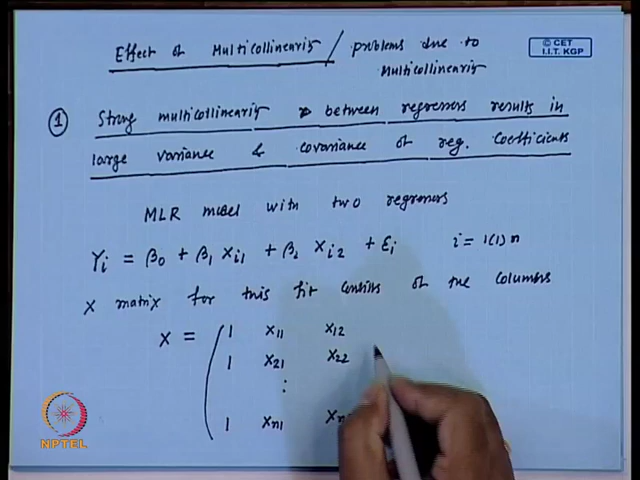 Effect of Multicollinearity / problems due to
Multicollinearity
© CET
I.I.T. KGP
① Strong multicollinearity between regressors results in
large variance & covariance of reg. coefficients
MLR model with two regressors
Yi = β0 + β1 Xi1 + β2 Xi2 + εi i = 1(1)n
X matrix for this fit consists of the columns
X = ( 1 X11 X12
1 X21 X22
:
1 Xn1 Xn
NPTEL